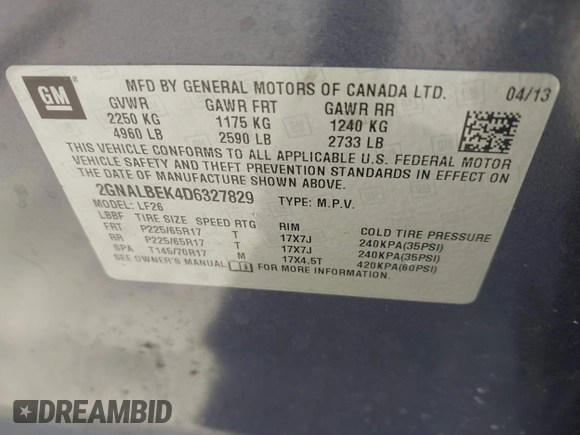 GM
MFD BY GENERAL MOTORS OF CANADA LTD. 04/13
GVWR GAWR FRT GAWR RR
2250 KG 1175 KG 1240 KG
4960 LB 2590 LB 2733 LB
THIS VEHICLE CONFORMS TO ALL APPLICABLE U.S. FEDERAL MOTOR
VEHICLE SAFETY AND THEFT PREVENTION STANDARDS IN EFFECT ON
THE DATE OF MANUFACTURE SHOWN ABOVE.
2GNALBEK4D6327829 TYPE: M.P.V.
MODEL: LF26
LBBF TIRE SIZE SPEED RTG RIM COLD TIRE PRESSURE
FRT P225/65R17 T 17X7J 240KPA(35PSI)
RR P225/65R17 T 17X7J 240KPA(35PSI)
SPA T145/70R17 M 17X4.5T 420KPA(60PSI)
SEE OWNER'S MANUAL FOR MORE INFORMATION.
DREAMBID